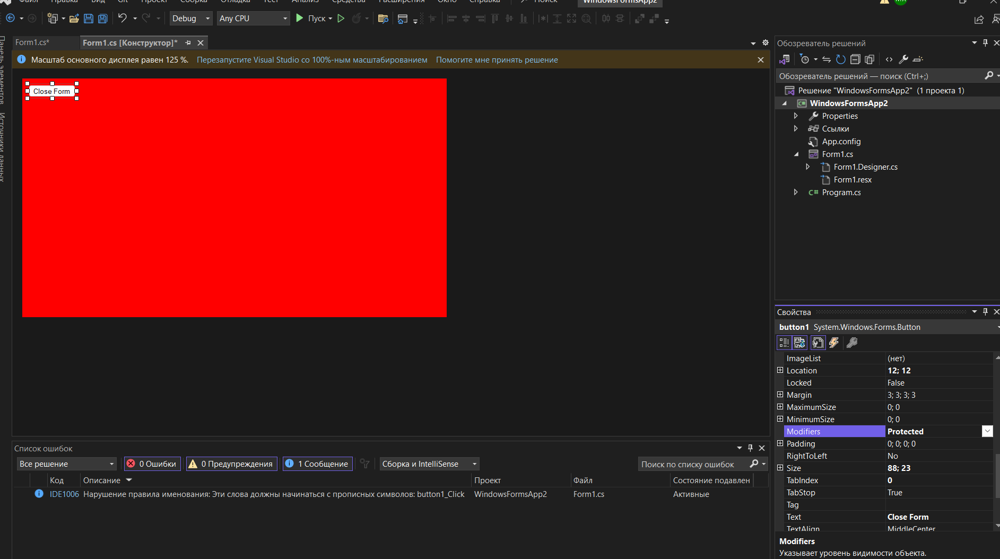 Файл Правка Вид Git Проект Сборка Отладка Тест Анализ Средства Расширения Окно Справка Поиск WindowsFormsApp2
Debug Any CPU Пуск
Панель элементов
Источники данных
Form1.cs* Form1.cs [Конструктор]*
Масштаб основного дисплея равен 125 %. Перезапустите Visual Studio со 100%-ным масштабированием Помогите мне принять решение
Close Form
Обозреватель решений
Обозреватель решений — поиск (Ctrl+;)
Решение "WindowsFormsApp2" (1 проекта 1)
WindowsFormsApp2
Properties
Ссылки
App.config
Form1.cs
Form1.Designer.cs
Form1.resx
C# Program.cs
Свойства
button1 System.Windows.Forms.Button
ImageList (нет)
Location 12; 12
Locked False
Margin 3; 3; 3; 3
MaximumSize 0; 0
MinimumSize 0; 0
Modifiers Protected
Padding 0; 0; 0; 0
RightToLeft No
Size 88; 23
TabIndex 0
TabStop True
Tag
Text Close Form
TextAlign MiddleCenter
Modifiers
Указывает уровень видимости объекта.
Список ошибок
Все решение 0 Ошибки 0 Предупреждения 1 Сообщение Сборка и IntelliSense Поиск по списку ошибок
Код Описание Проект Файл Состояние подавлен
IDE1006 Нарушение правила именования: Эти слова должны начинаться с прописных символов: button1_Click WindowsFormsApp2 Form1.cs Активные